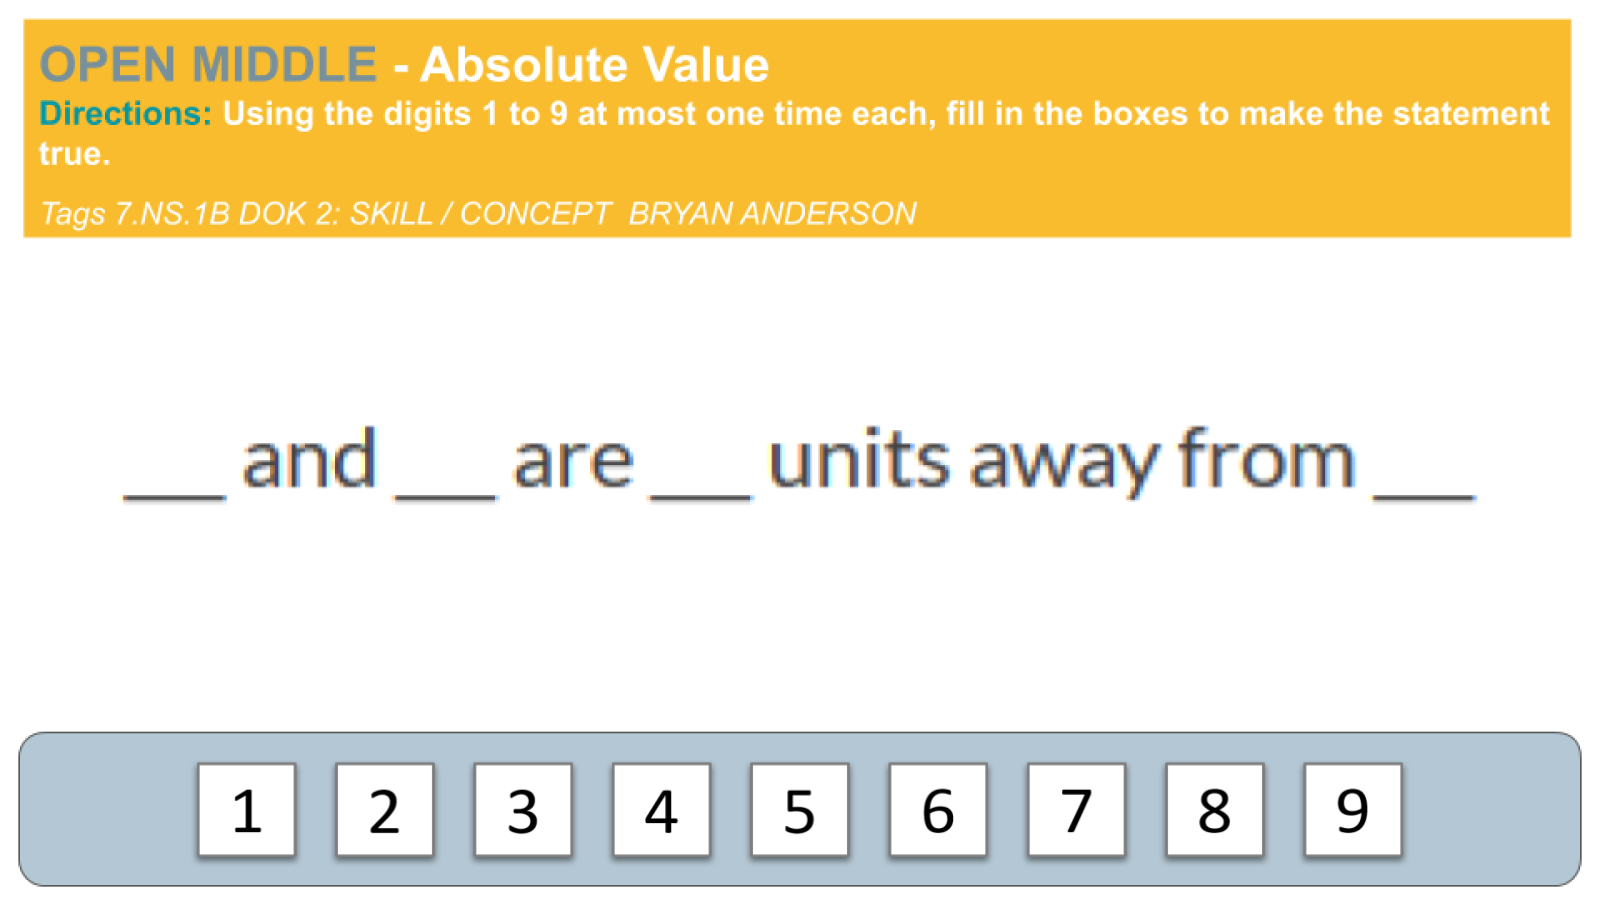 OPEN MIDDLE - Absolute Value
Directions: Using the digits 1 to 9 at most one time each, fill in the boxes to make the statement
true.
Tags 7.NS.1B DOK 2: SKILL / CONCEPT BRYAN ANDERSON
___ and ___ are ___ units away from ___
1 2 3 4 5 6 7 8 9